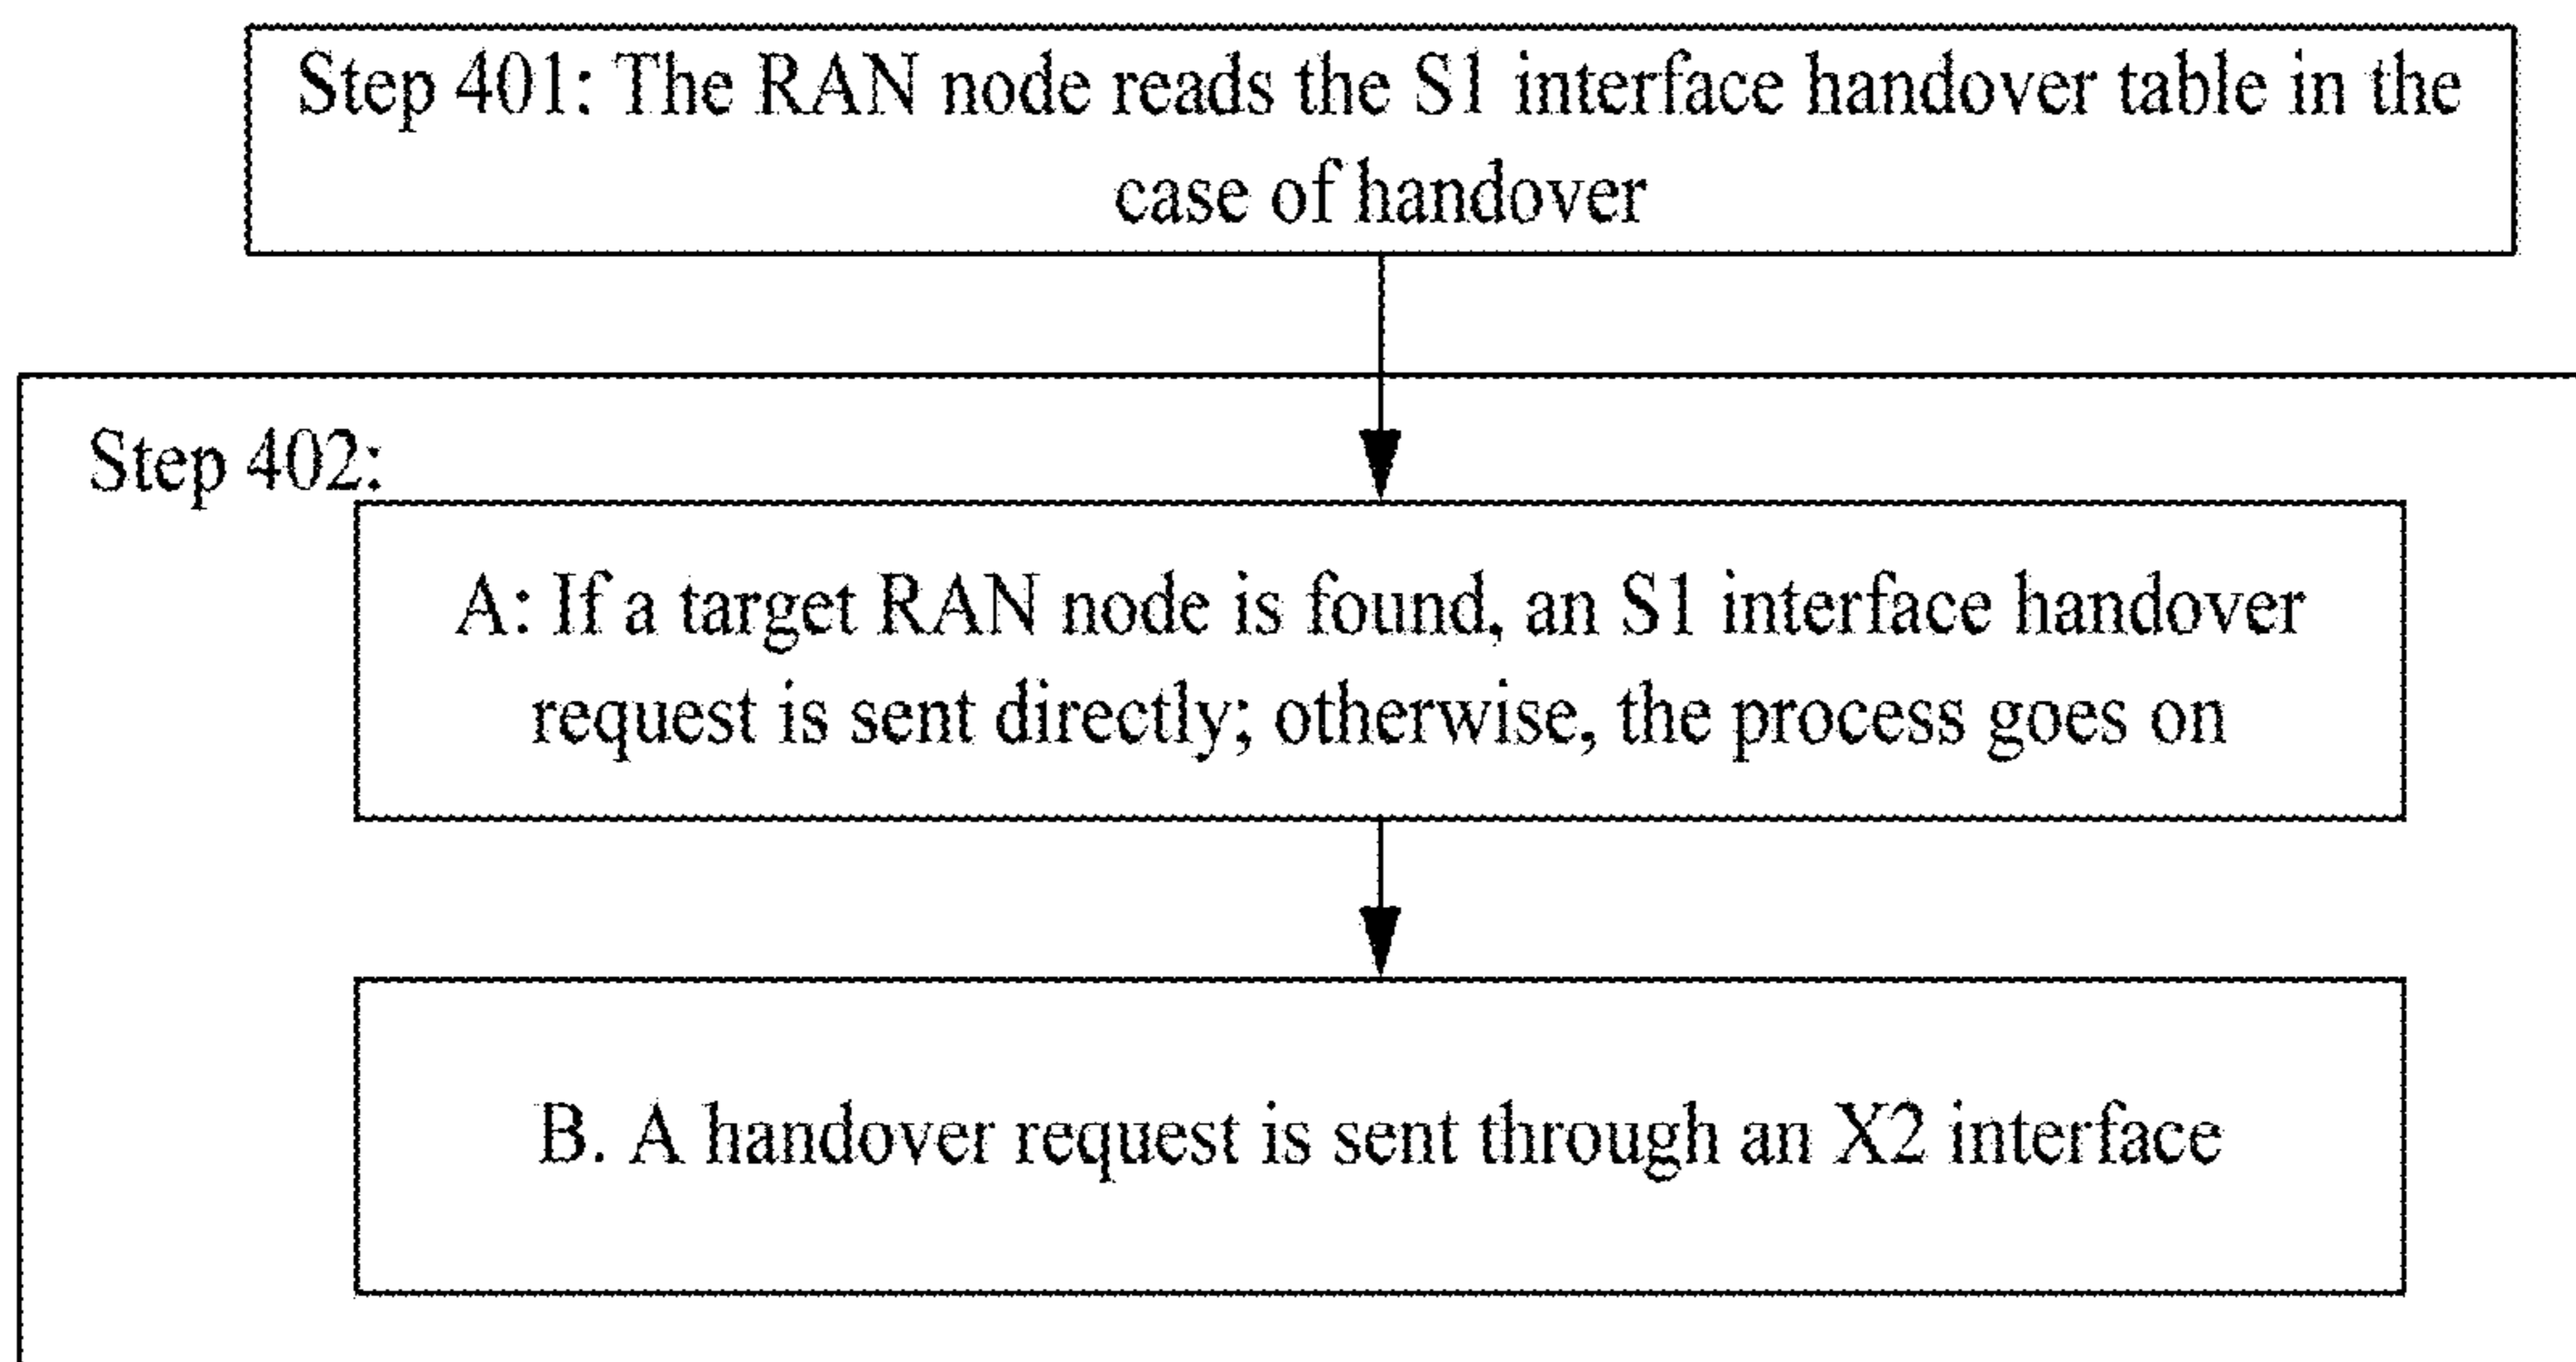 Step 401: The RAN node reads the S1 interface handover table in the
case of handover
Step 402:
A: If a target RAN node is found, an S1 interface handover
request is sent directly; otherwise, the process goes on
B. A handover request is sent through an X2 interface